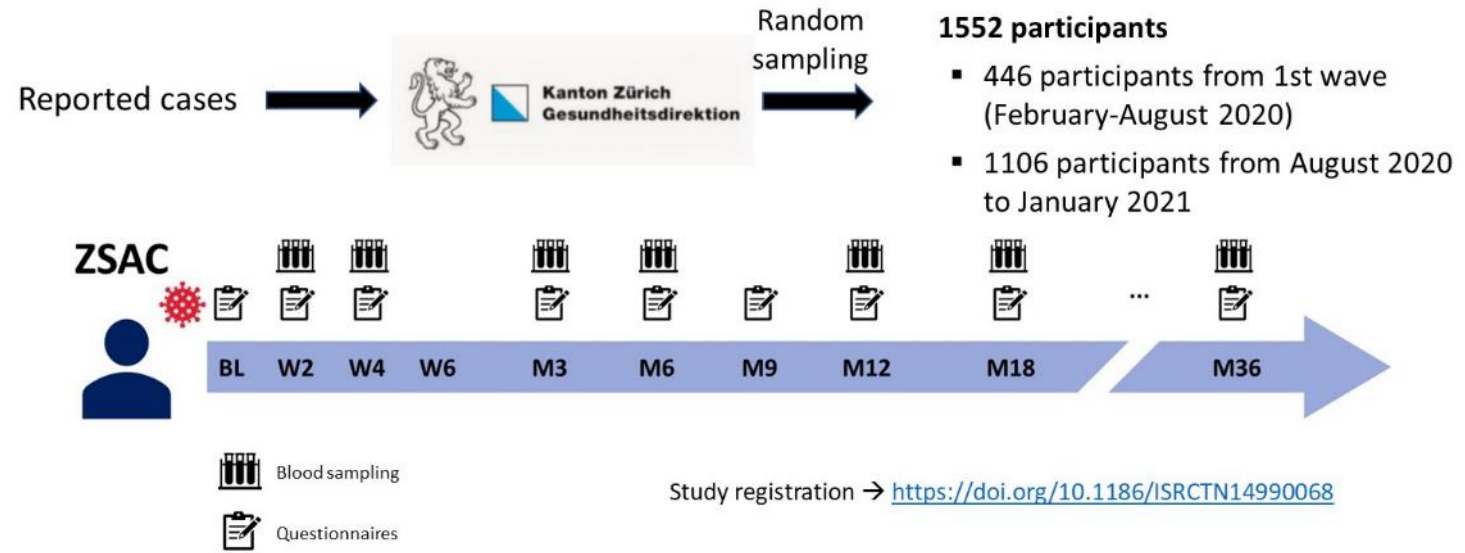 Reported cases
Kanton Zürich
Gesundheitsdirektion
Random
sampling
1552 participants
▪ 446 participants from 1st wave
(February-August 2020)
▪ 1106 participants from August 2020
to January 2021
ZSAC
...
BL W2 W4 W6 M3 M6 M9 M12 M18 M36
Blood sampling
Questionnaires
Study registration → https://doi.org/10.1186/ISRCTN14990068